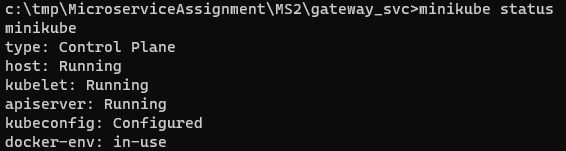 c:\tmp\MicroserviceAssignment\MS2\gateway_svc>minikube status
minikube
type: Control Plane
host: Running
kubelet: Running
apiserver: Running
kubeconfig: Configured
docker-env: in-use